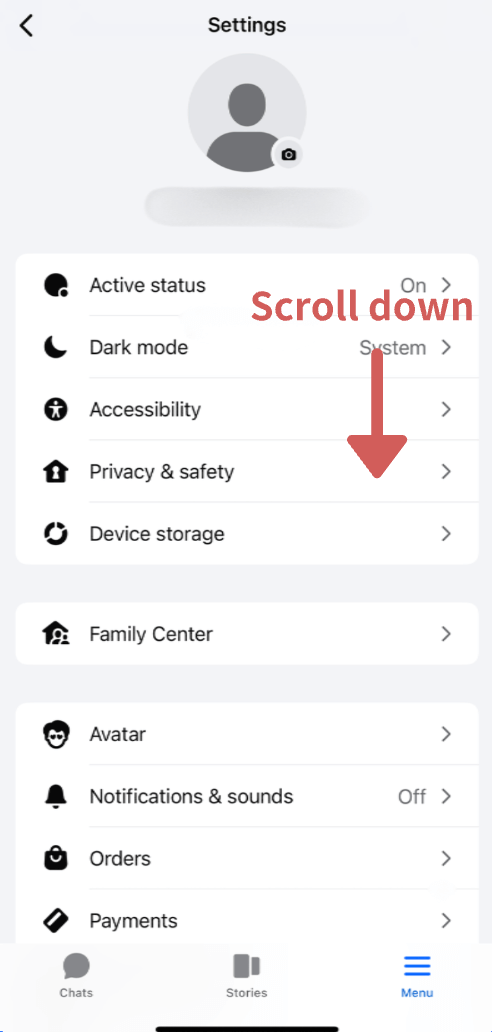 Settings
Active status On
Scroll down
Dark mode System
Accessibility
Privacy & safety
Device storage
Family Center
Avatar
Notifications & sounds Off
Orders
Payments
Chats Stories Menu